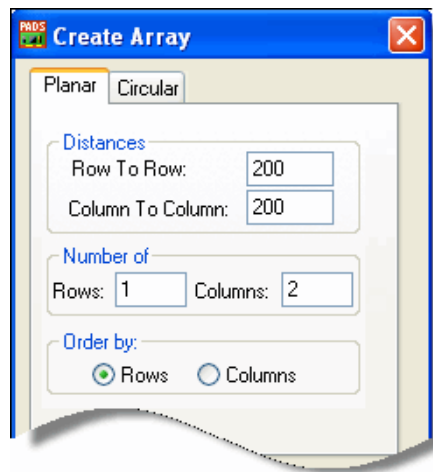 PADS
Create Array
Planar Circular
Distances
Row To Row: 200
Column To Column: 200
Number of
Rows: 1 Columns: 2
Order by:
Rows Columns